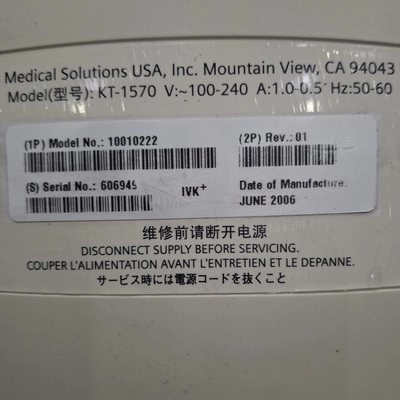 Medical Solutions USA, Inc. Mountain View, CA 94043
Model(型号): KT-1570 V:~100-240 A:1.0-0.5 Hz:50-60
(1P) Model No.: 10010222
(2P) Rev.: 01
(S) Serial No.: 606949
IVK+
Date of Manufacture:
JUNE 2006
维修前请断开电源
DISCONNECT SUPPLY BEFORE SERVICING.
COUPER L'ALIMENTATION AVANT L'ENTRETIEN ET LE DEPANNE.
サービス時には電源コードを抜くこと